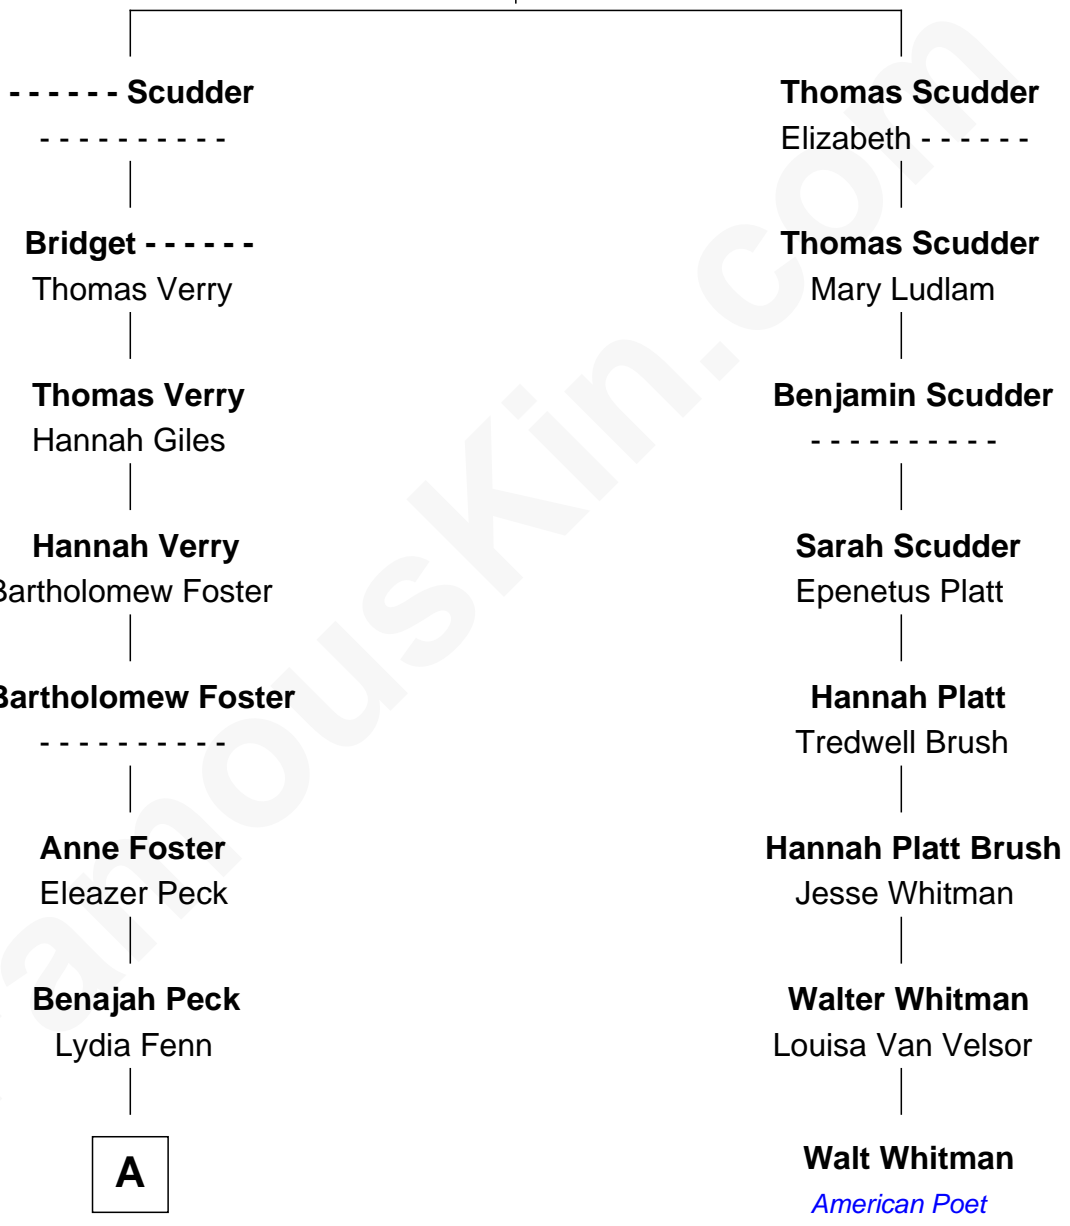 - - - - - - Scudder
- - - - - - - - - -
Bridget - - - - - -
Thomas Verry
Thomas Verry
Hannah Giles
Hannah Verry
Bartholomew Foster
Bartholomew Foster
- - - - - - - - - -
Anne Foster
Eleazer Peck
Benajah Peck
Lydia Fenn
A
Thomas Scudder
Elizabeth - - - - - -
Thomas Scudder
Mary Ludlam
Benjamin Scudder
- - - - - - - - - -
Sarah Scudder
Epenetus Platt
Hannah Platt
Tredwell Brush
Hannah Platt Brush
Jesse Whitman
Walter Whitman
Louisa Van Velsor
Walt Whitman
American Poet
amouskin.com